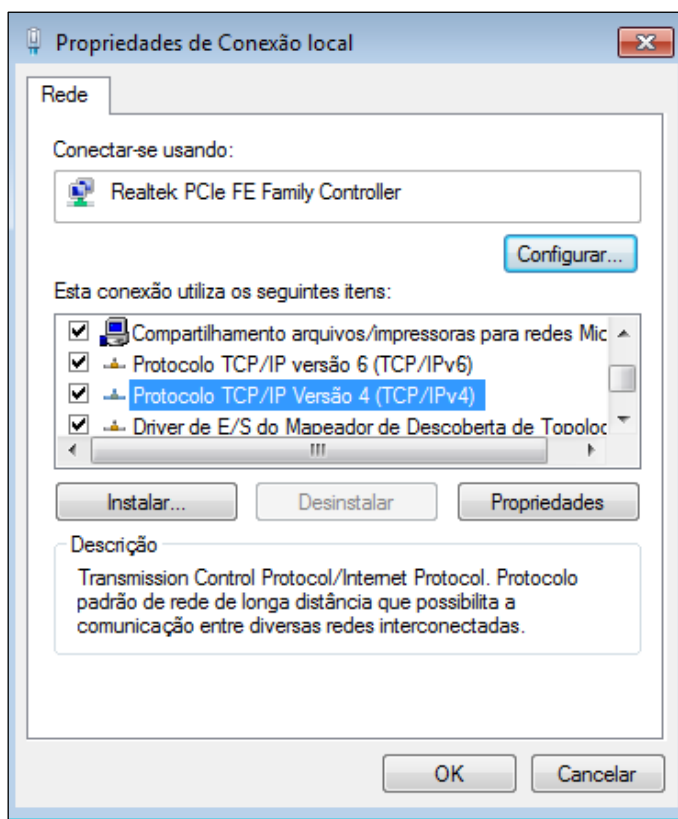 Propriedades de Conexão local
Rede
Conectar-se usando:
Realtek PCIe FE Family Controller
Configurar...
Esta conexão utiliza os seguintes itens:
Compartilhamento arquivos/impressoras para redes Mic
Protocolo TCP/IP versão 6 (TCP/IPv6)
Protocolo TCP/IP Versão 4 (TCP/IPv4)
Driver de E/S do Mapeador de Descoberta de Topoloc
Instalar...
Desinstalar
Propriedades
Descrição
Transmission Control Protocol/Internet Protocol. Protocolo
padrão de rede de longa distância que possibilita a
comunicação entre diversas redes interconectadas.
OK
Cancelar